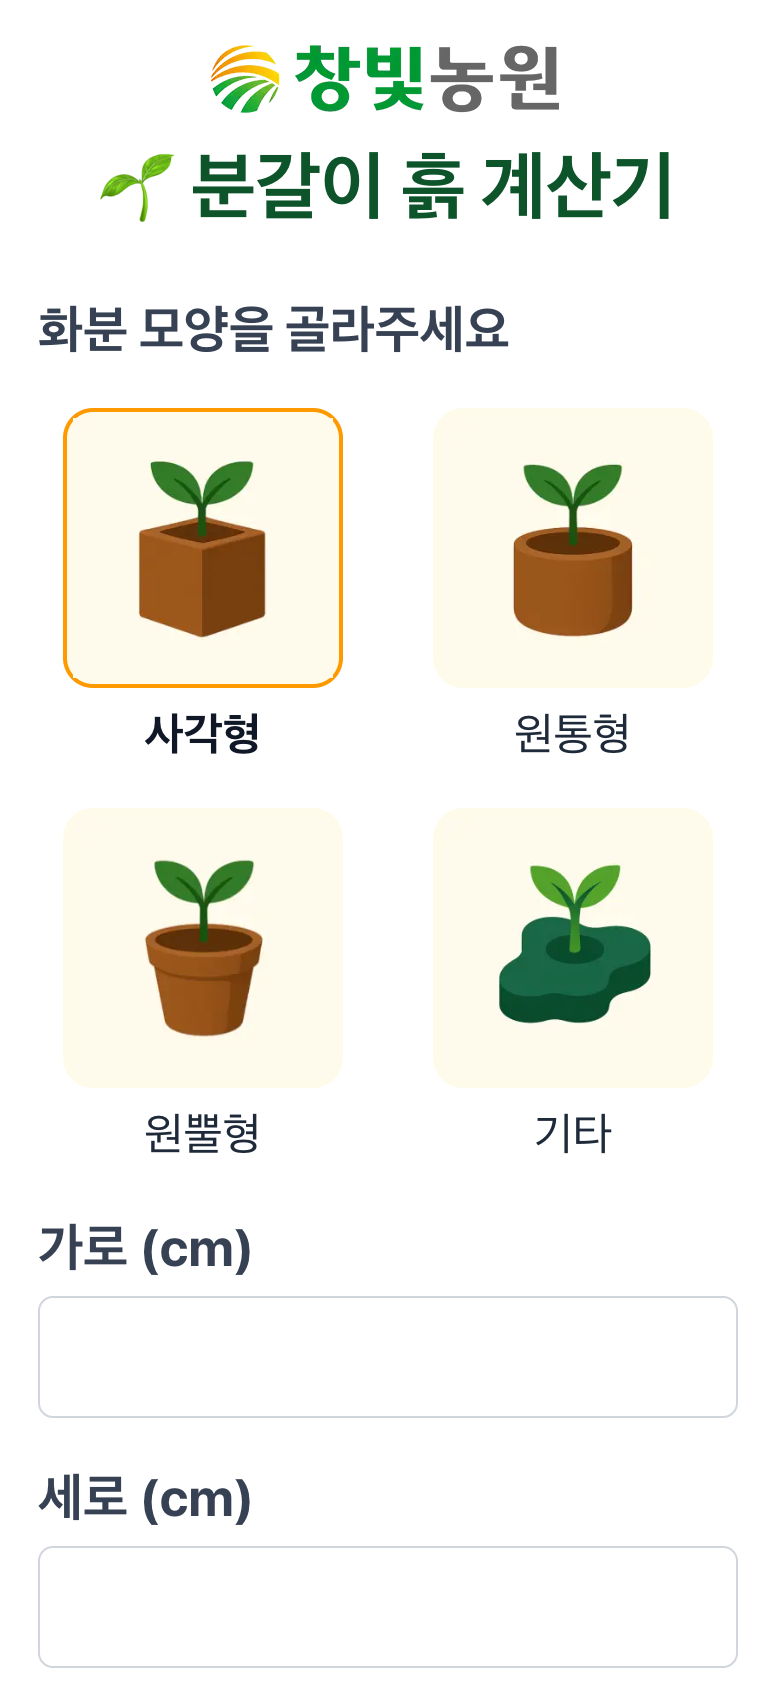 창빛농원
분갈이 흙 계산기
화분 모양을 골라주세요
사각형
원통형
원뿔형
기타
가로 (cm)
세로 (cm)